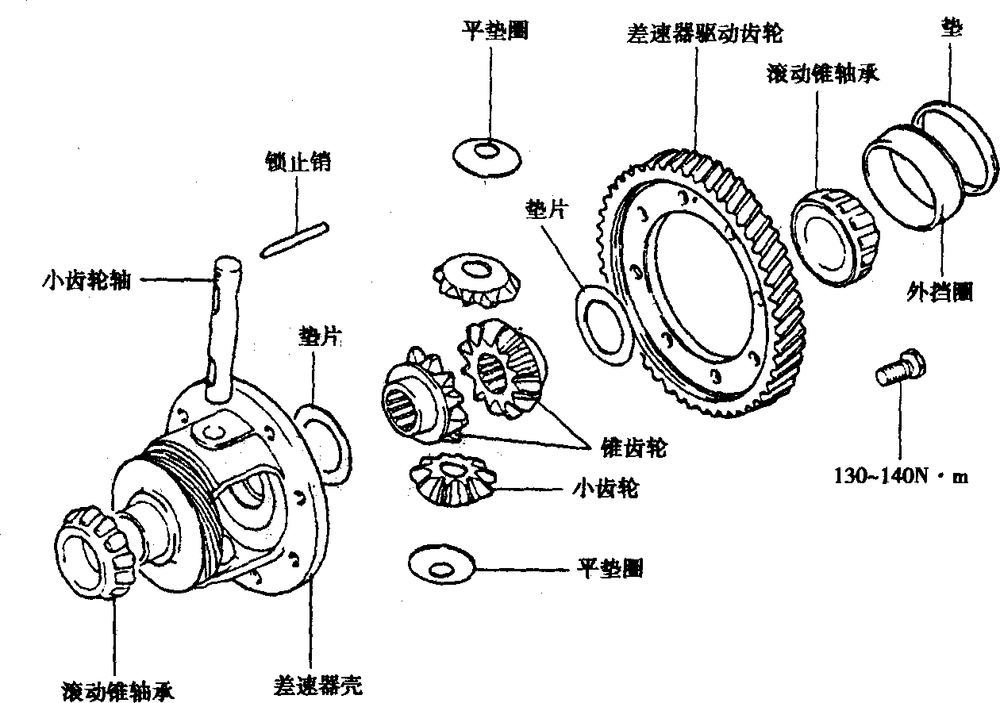 平垫圈
差速器驱动齿轮
垫
滚动锥轴承
锁止销
垫片
小齿轮轴
外挡圈
垫片
锥齿轮
130~140N·m
小齿轮
平垫圈
滚动锥轴承
差速器壳